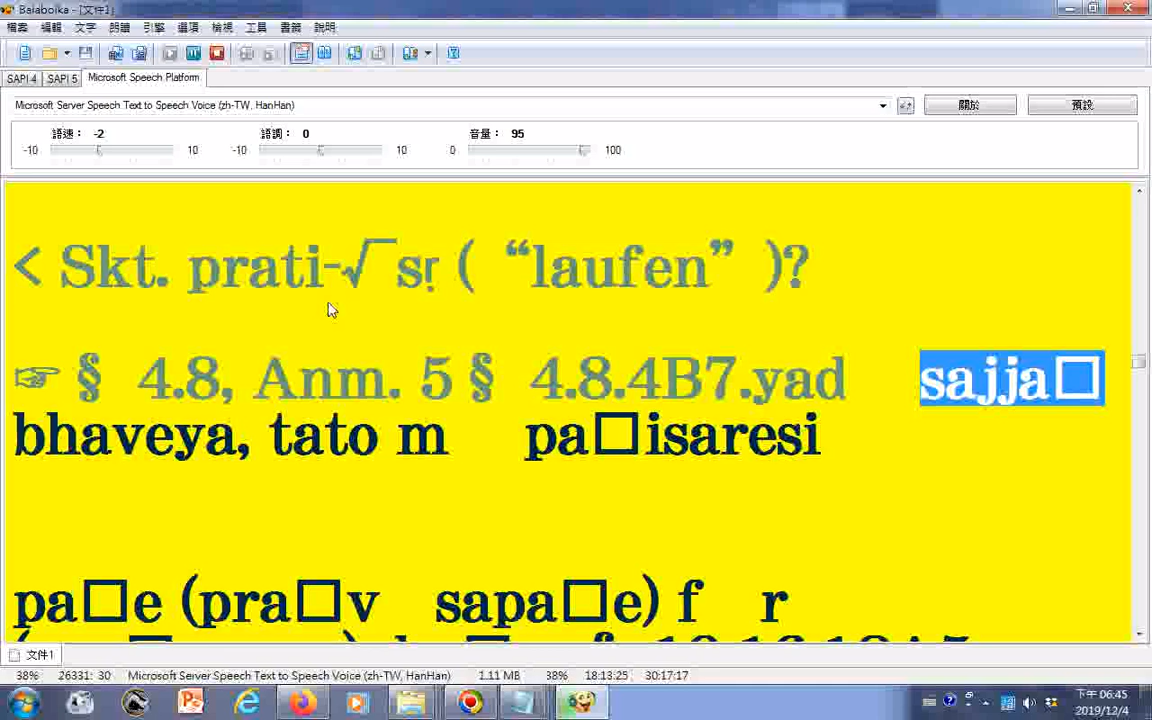 Balabolka - [文件1]
檔案 編輯 文字 朗讀 引擎 選項 檢視 工具 書籤 說明
SAPI 4 SAPI 5 Microsoft Speech Platform
Microsoft Server Speech Text to Speech Voice (zh-TW, HanHan) 關於 預設
語速： -2 語調： 0 音量： 95
-10 10 -10 10 0 100
< Skt. prati-√sṛ (“laufen”)?
☞§ 4.8, Anm. 5 § 4.8.4B7.yad sajja□
bhaveya, tato m pa□isaresi
pa□e (pra□v sapa□e) f r
文件1
38% 26331: 30 Microsoft Server Speech Text to Speech Voice (zh-TW, HanHan) 1.11 MB 38% 18:13:25 30:17:17
下午 06:45
2019/12/4